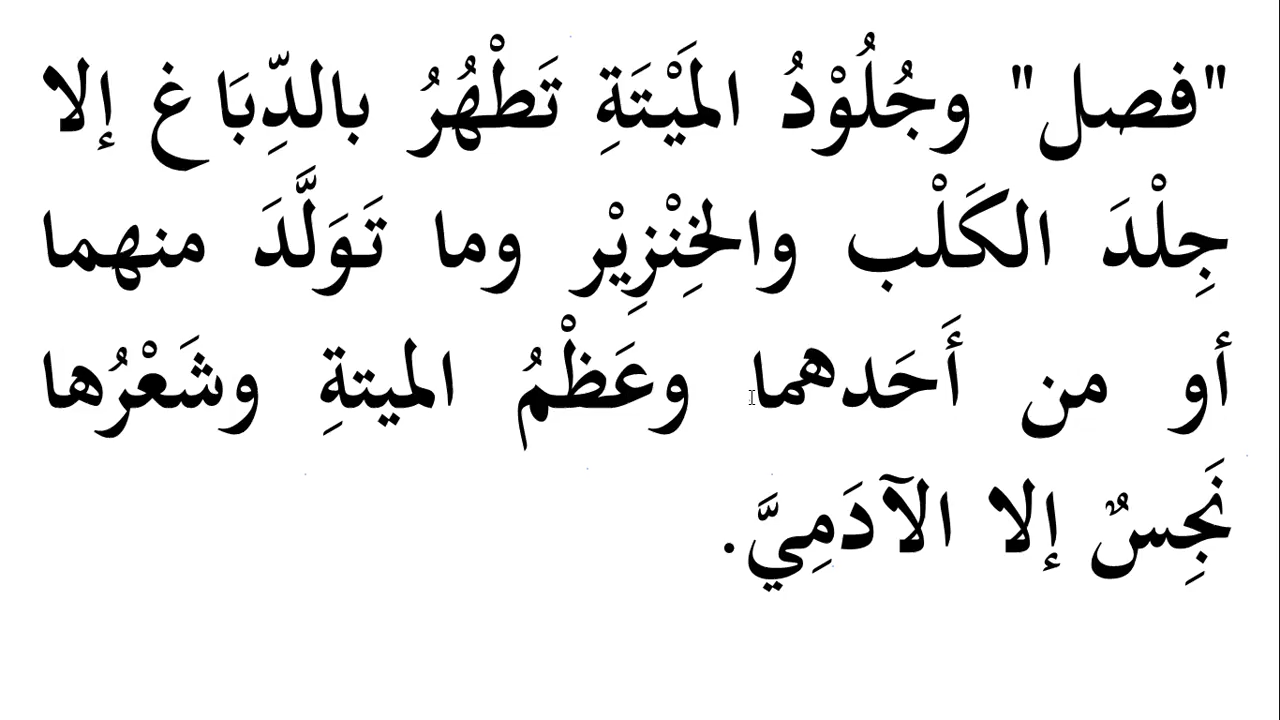 "فصل" وجُلُوْدُ المَيْتَةِ تَطْهُرُ بالدِّبَاغ إلا
جِلْدَ الكَلْب والخِنْزِيْر وما تَوَلَّدَ منهما
أو من أَحَدهما وعَظْمُ الميتةِ وشَعْرُها
نَجِسٌ إلا الآدَمِيَّ.